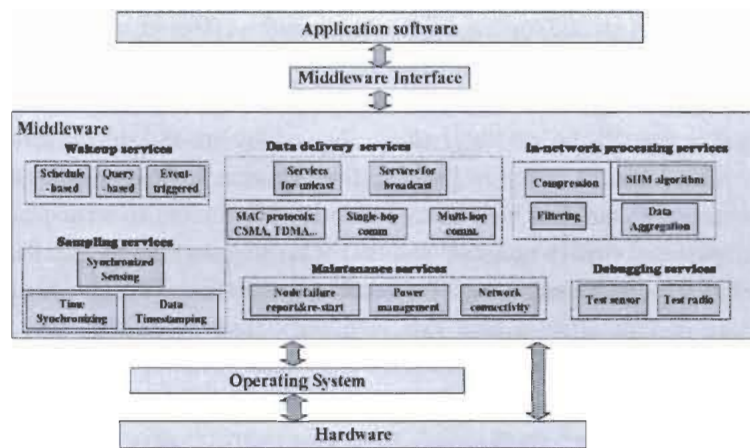 Application software
Middleware Interface
Middleware
Wakeup services
Schedule
-based
Query
-based
Event-
triggered
Data delivery services
Services
for unicast
Services for
broadcast
MAC protocols:
CSMA, TDMA...
Single-hop
comm
Multi-hop
comm.
In-network processing services
Compression
SHM algorithm
Filtering
Data
Aggregation
Sampling services
Synchronized
Sensing
Time
Synchronizing
Data
Timestamping
Maintenance services
Node failure
report&re-start
Power
management
Network
connectivity
Debugging services
Test sensor
Test radio
Operating System
Hardware